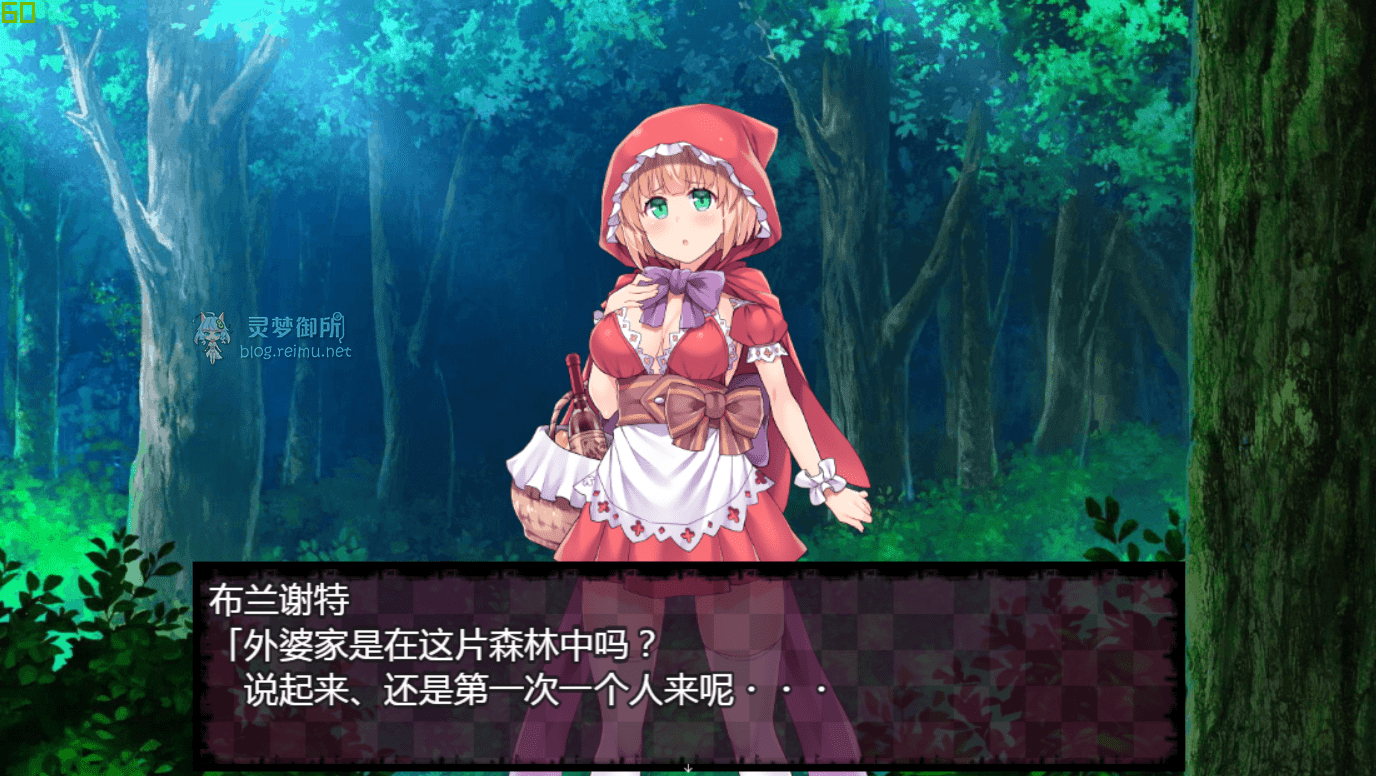 60
灵梦御所
blog.reimu.net
布兰谢特
「外婆家是在这片森林中吗？
说起来、还是第一次一个人来呢・・・